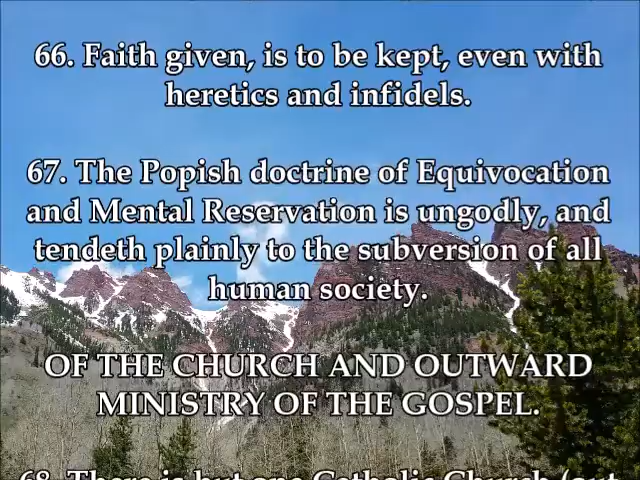 66. Faith given, is to be kept, even with
heretics and infidels.
67. The Popish doctrine of Equivocation
and Mental Reservation is ungodly, and
tendeth plainly to the subversion of all
human society.
OF THE CHURCH AND OUTWARD
MINISTRY OF THE GOSPEL.
68. There is but one Catholic Church (out